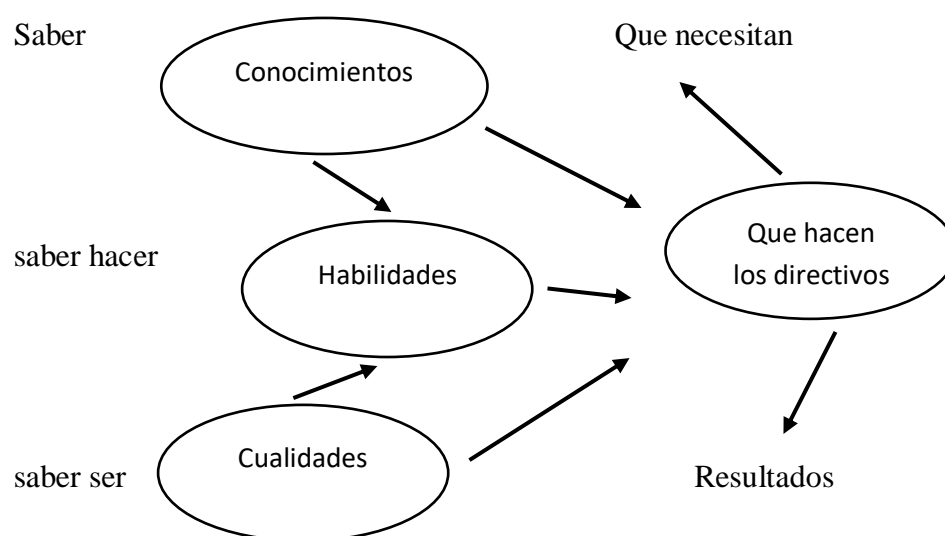 Saber
Conocimientos
Que necesitan
saber hacer
Habilidades
Que hacen
los directivos
saber ser
Cualidades
Resultados